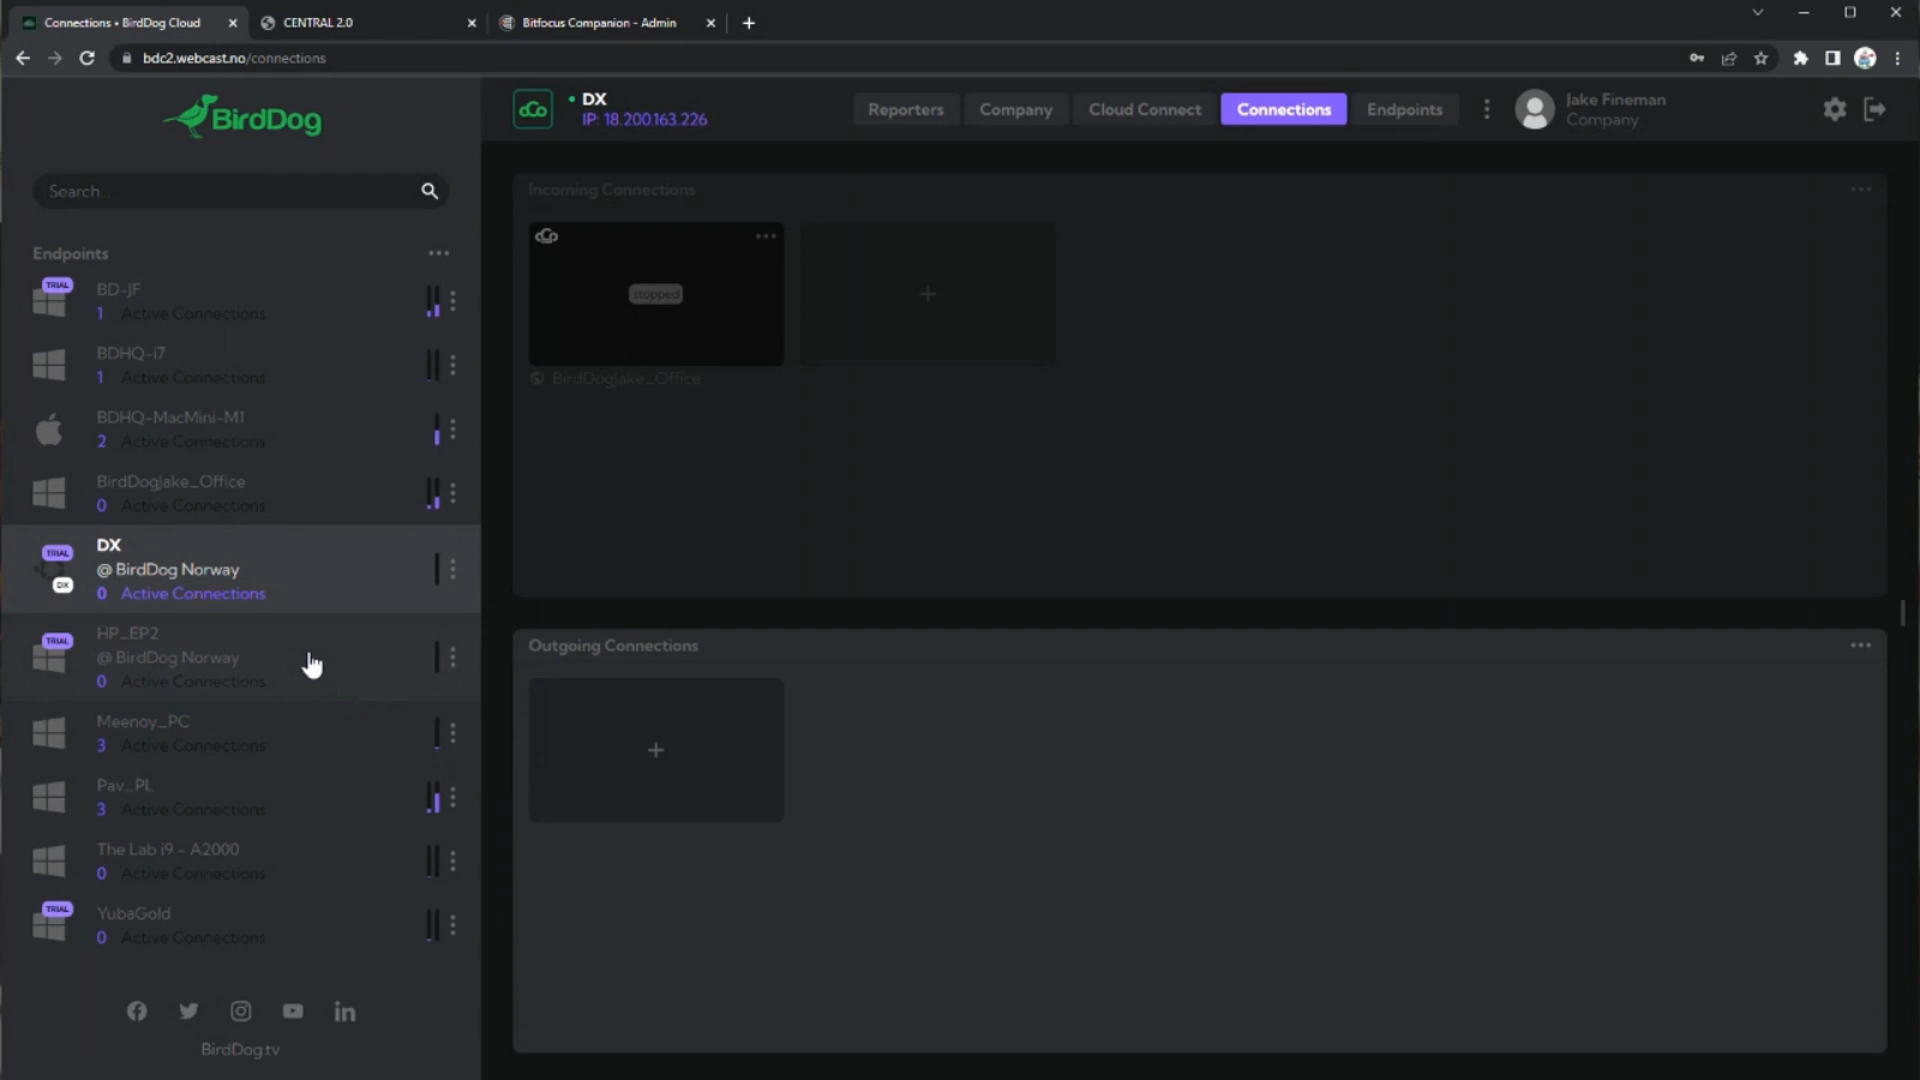 Connections • BirdDog Cloud
CENTRAL 2.0
Bitfocus Companion - Admin
bdc2.webcast.no/connections
BirdDog
DX
IP: 18.200.163.226
Reporters
Company
Cloud Connect
Connections
Endpoints
Jake Fineman
Company
Search...
Endpoints
TRIAL
BD-JF
1 Active Connections
BDHQ-i7
1 Active Connections
BDHQ-MacMini-M1
2 Active Connections
BirdDogJake_Office
0 Active Connections
TRIAL
DX
DX
@ BirdDog Norway
0 Active Connections
TRIAL
HP_EP2
@ BirdDog Norway
0 Active Connections
Meenoy_PC
3 Active Connections
Pav_PL
3 Active Connections
The Lab i9 - A2000
0 Active Connections
TRIAL
YubaGold
0 Active Connections
BirdDog.tv
Incoming Connections
stopped
BirdDogJake_Office
Outgoing Connections